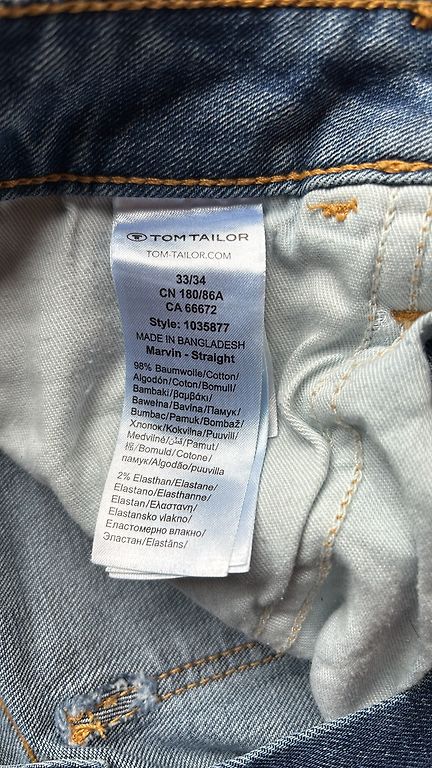 TOM TAILOR
TOM-TAILOR.COM
33/34
CN 180/86A
CA 66672
Style: 1035877
MADE IN BANGLADESH
Marvin - Straight
98% Baumwolle/Cotton/
Algodón/Coton/Bomull/
Bambaki/βαμβάκι/
Bawełna/Bavlna/Памук/
Bumbac/Pamuk/Bombaž/
Хлопок/Kokvilna/Puuvill/
Medvilnė/قطن/Pamut/
棉/Bomuld/Cotone/
памук/Algodão/puuvilla
2% Elasthan/Elastane/
Elastano/Elasthanne/
Elastan/Ελαστανη/
Elastansko vlakno/
Еластомерно влакно/
Эластан/Elastāns/